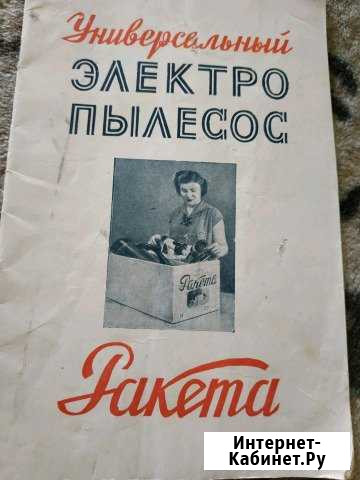 Универсельный
ЭЛЕКТРО
ПЫЛЕСОС
Ракета
Ракета
Интернет-
Кабинет.Ру